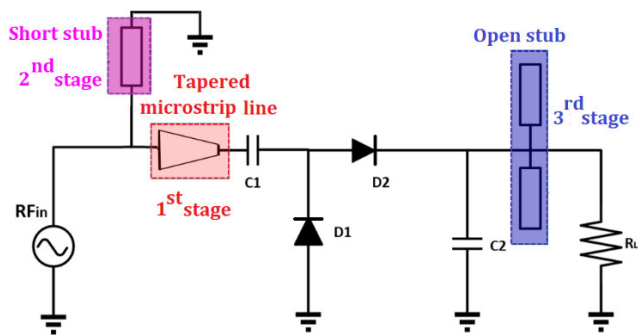 Short stub
2nd stage
Tapered
microstrip line
1st stage
RFin
C1
D1
D2
C2
Open stub
3rd stage
RL